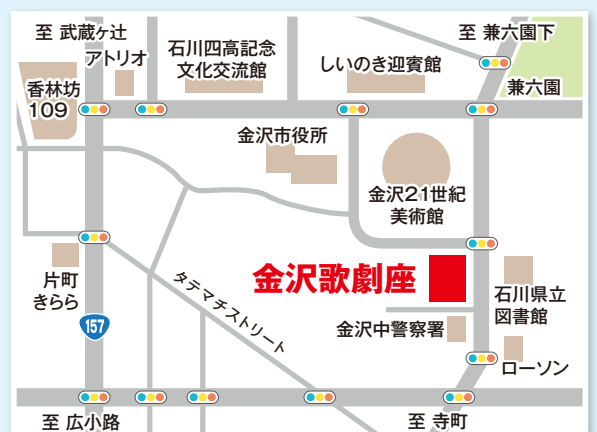 至 武蔵ヶ辻
アトリオ
石川四高記念
文化交流館
しいのき迎賓館
至 兼六園下
兼六園
香林坊
109
金沢市役所
金沢21世紀
美術館
金沢歌劇座
片町
きらら
タテマチストリート
157
石川県立
図書館
金沢中警察署
ローソン
至 広小路
至 寺町